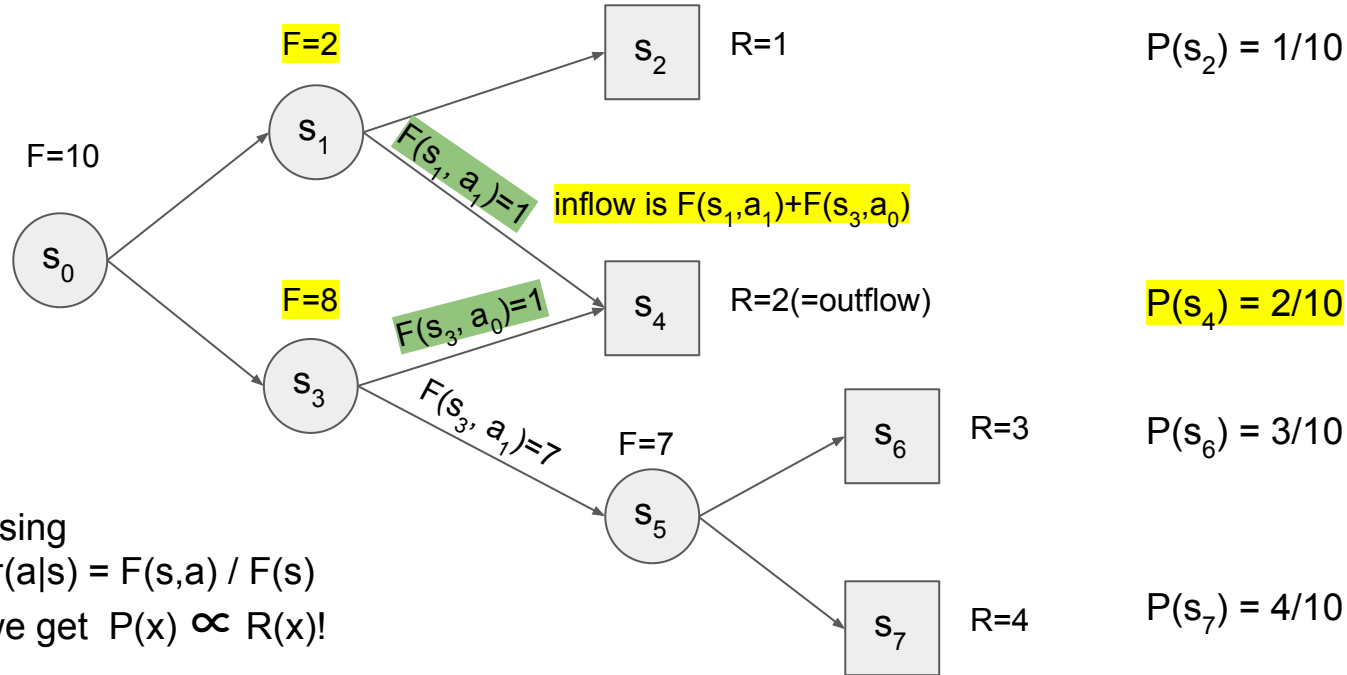 F=2
s₂
R=1
P(s₂) = 1/10
s₁
F=10
F(s₁, a₁)=1
inflow is F(s₁,a₁)+F(s₃,a₀)
s₀
F=8
F(s₃, a₀)=1
s₄
R=2(=outflow)
P(s₄) = 2/10
s₃
F(s₃, a₁)=7
F=7
s₆
R=3
P(s₆) = 3/10
s₅
sing
(a|s) = F(s,a) / F(s)
e get P(x) ∝ R(x)!
s₇
R=4
P(s₇) = 4/10